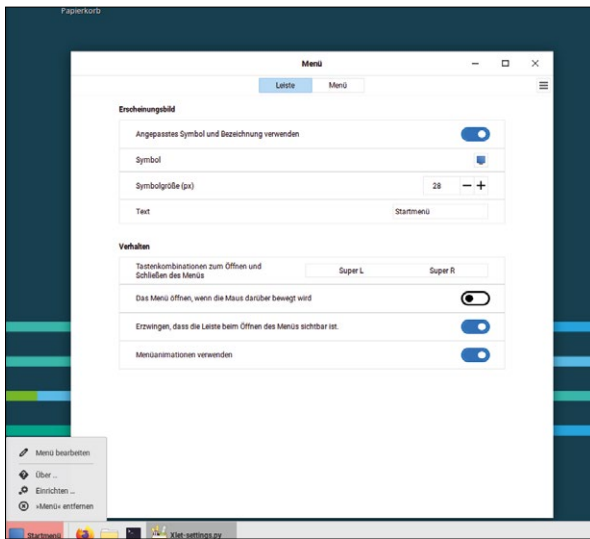 Papierkorb
Menü
Leiste Menü
Erscheinungsbild
Angepasstes Symbol und Bezeichnung verwenden
Symbol
Symbolgröße (px) 28
Text Startmenü
Verhalten
Tastenkombinationen zum Öffnen und
Schließen des Menüs
Super L Super R
Das Menü öffnen, wenn die Maus darüber bewegt wird
Erzwingen, dass die Leiste beim Öffnen des Menüs sichtbar ist.
Menüanimationen verwenden
Menü bearbeiten
Über ...
Einrichten ...
»Menü« entfernen
Startmenü Xlet-settings.py